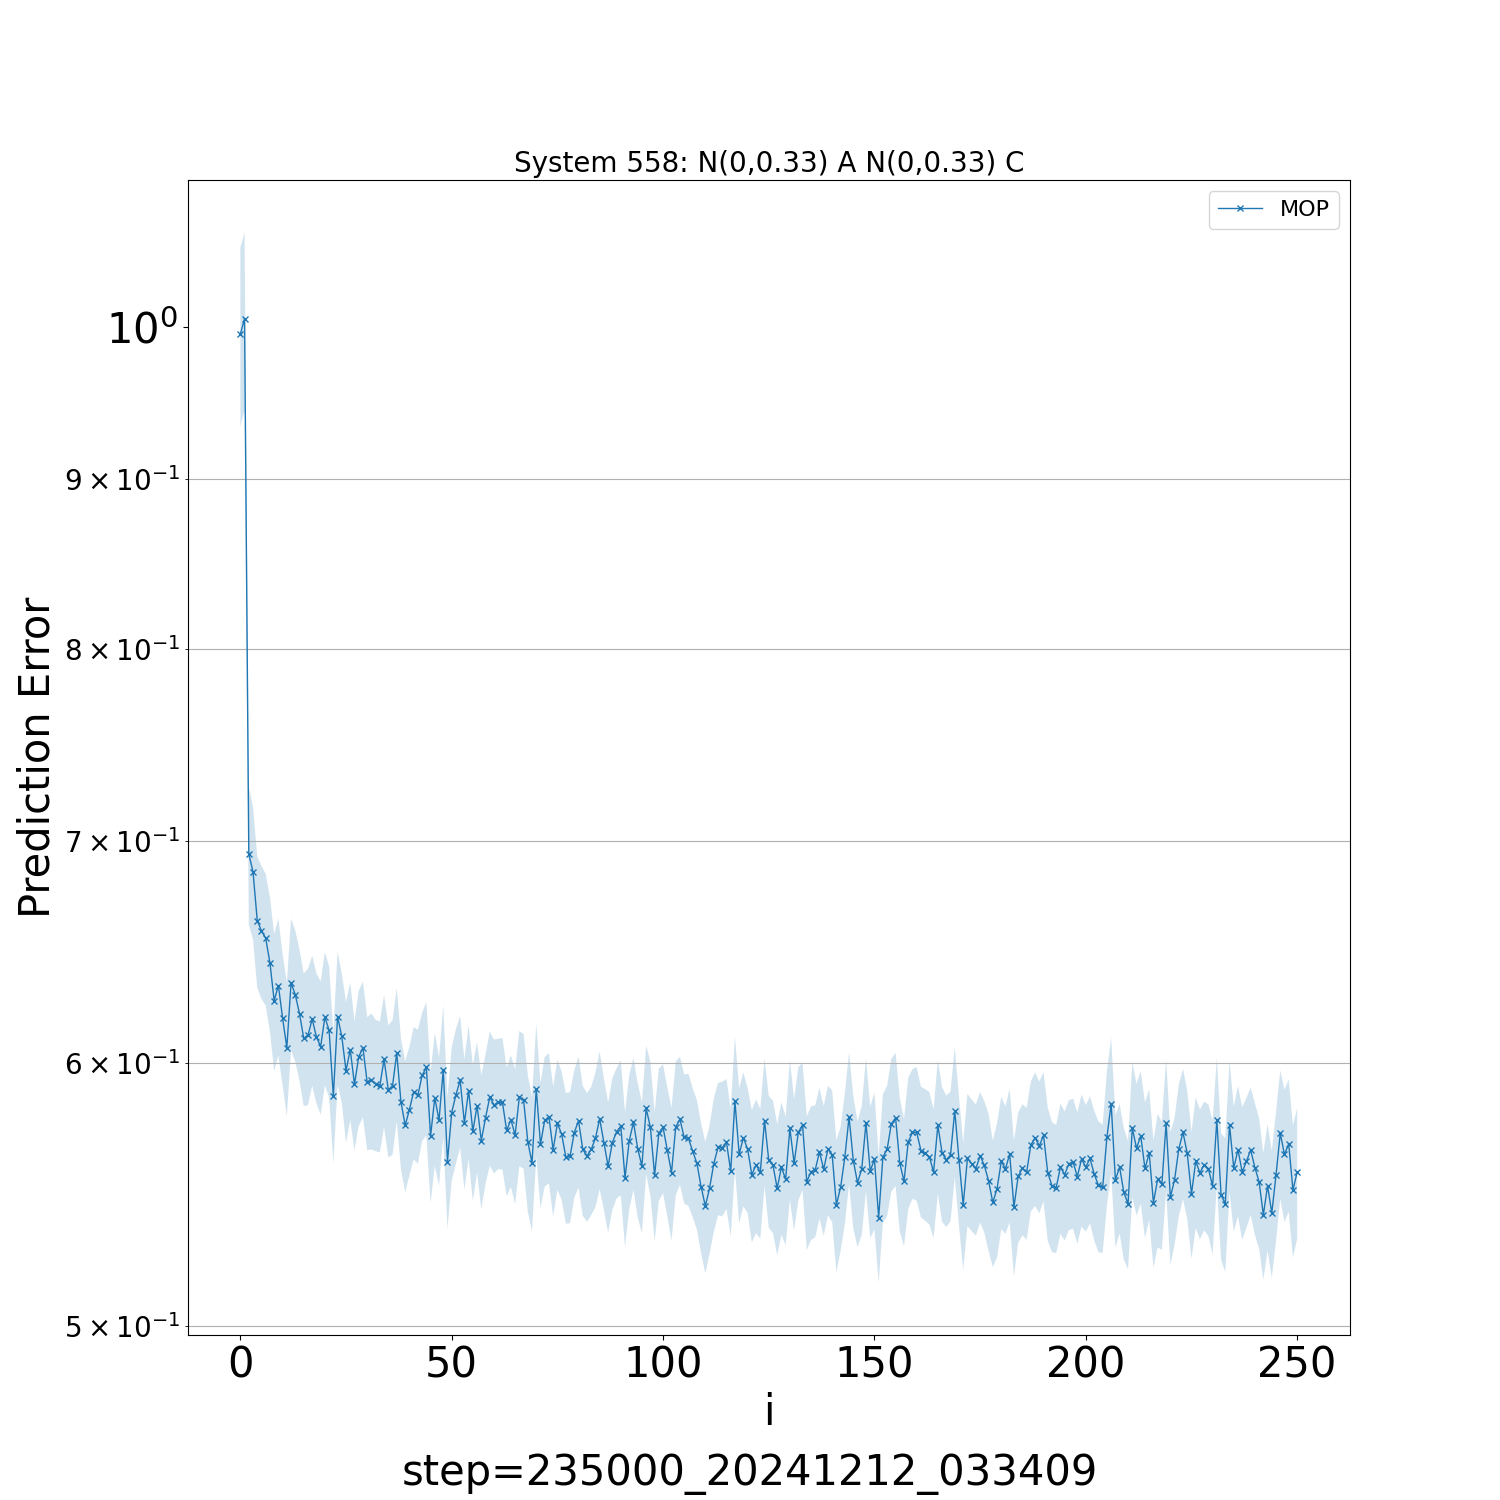 System 558: N(0,0.33) A N(0,0.33) C
MOP
10⁰
9 × 10⁻¹
8 × 10⁻¹
7 × 10⁻¹
6 × 10⁻¹
5 × 10⁻¹
Prediction Error
0 50 100 150 200 250
i
step=235000_20241212_033409